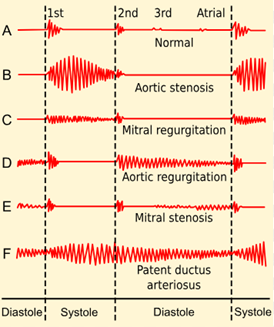 1st 2nd 3rd Atrial
A
Normal
B
Aortic stenosis
C
Mitral regurgitation
D
Aortic regurgitation
E
Mitral stenosis
F
Patent ductus
arteriosus
Diastole Systole Diastole Systole